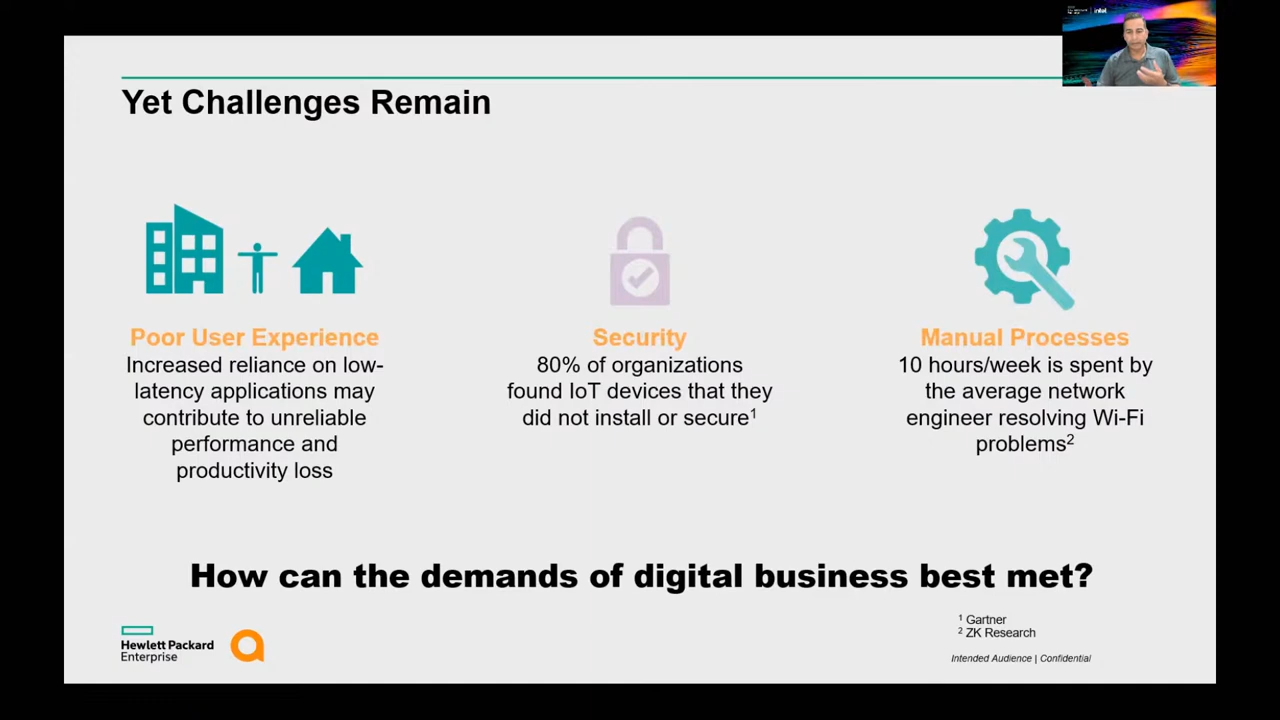 intel
Yet Challenges Remain
Poor User Experience
Increased reliance on low-
latency applications may
contribute to unreliable
performance and
productivity loss
Security
80% of organizations
found IoT devices that they
did not install or secure1
Manual Processes
10 hours/week is spent by
the average network
engineer resolving Wi-Fi
problems2
How can the demands of digital business best met?
Hewlett Packard
Enterprise
1 Gartner
2 ZK Research
Intended Audience | Confidential